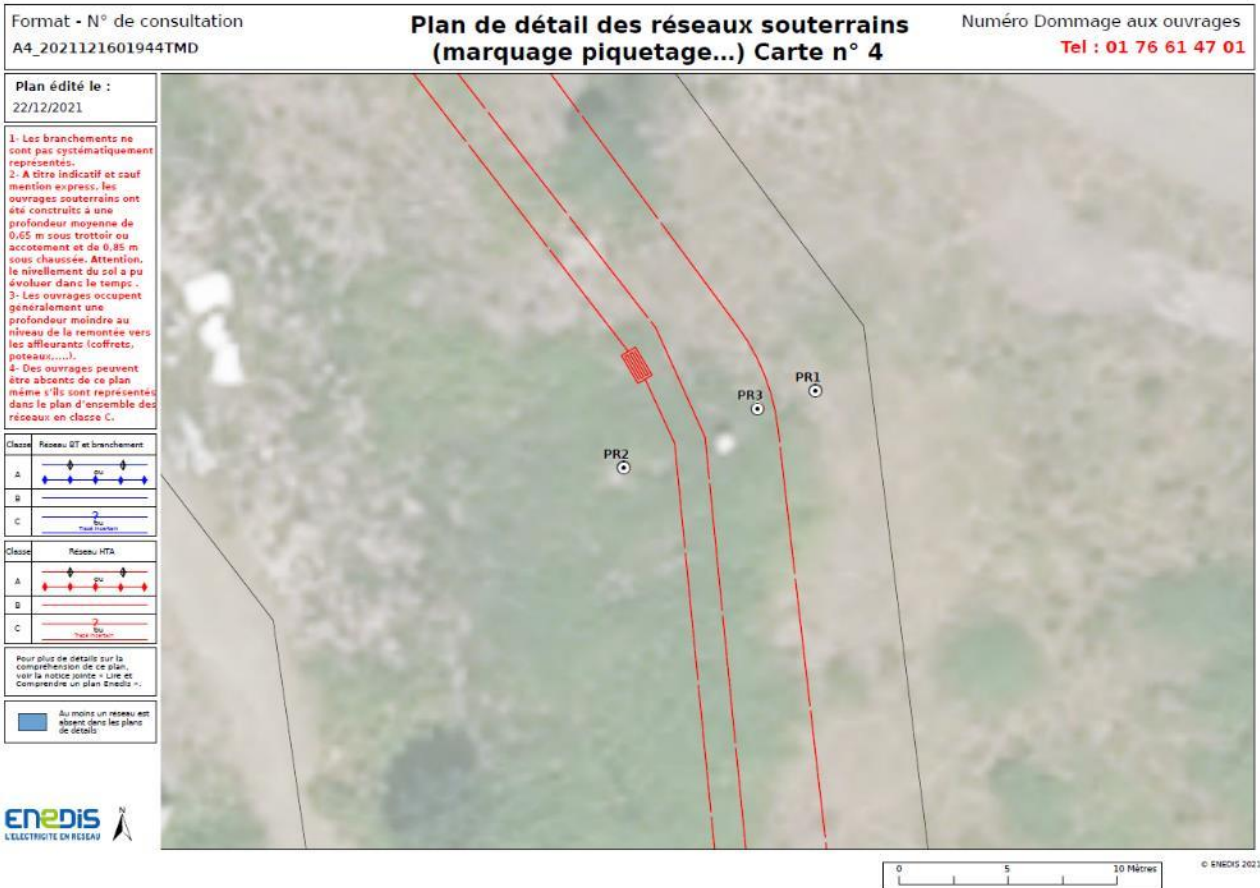 Format - N° de consultation
A4_2021121601944TMD
Plan de détail des réseaux souterrains
(marquage piquetage...) Carte n° 4
Numéro Dommage aux ouvrages
Tel : 01 76 61 47 01
Plan édité le :
22/12/2021
1- Les branchements ne
sont pas systématiquement
représentés.
2- A titre indicatif et sauf
mention express, les
ouvrages souterrains ont
été construits à une
profondeur moyenne de
0,65 m sous trottoir ou
accotement et de 0,85 m
sous chaussée. Attention,
le nivellement du sol a pu
évoluer dans le temps .
3- Les ouvrages occupent
généralement une
profondeur moindre au
niveau de la remontée vers
les affleurants (coffrets,
poteaux,....).
4- Des ouvrages peuvent
être absents de ce plan
même s'ils sont représentés
dans le plan d'ensemble des
réseaux en classe C.
Classe Réseau BT et branchement
A ou
B
C ? ou
Tracé incertain
Classe Réseau HTA
A ou
B
C ? ou
Tracé incertain
Pour plus de détails sur la
compréhension de ce plan,
voir la notice jointe « Lire et
Comprendre un plan Enedis ».
Au moins un réseau est
absent dans les plans
de détails
ENEDIS
L'ELECTRICITE EN RESEAU
N
PR1
PR3
PR2
0 5 10 Mètres
© ENEDIS 2021